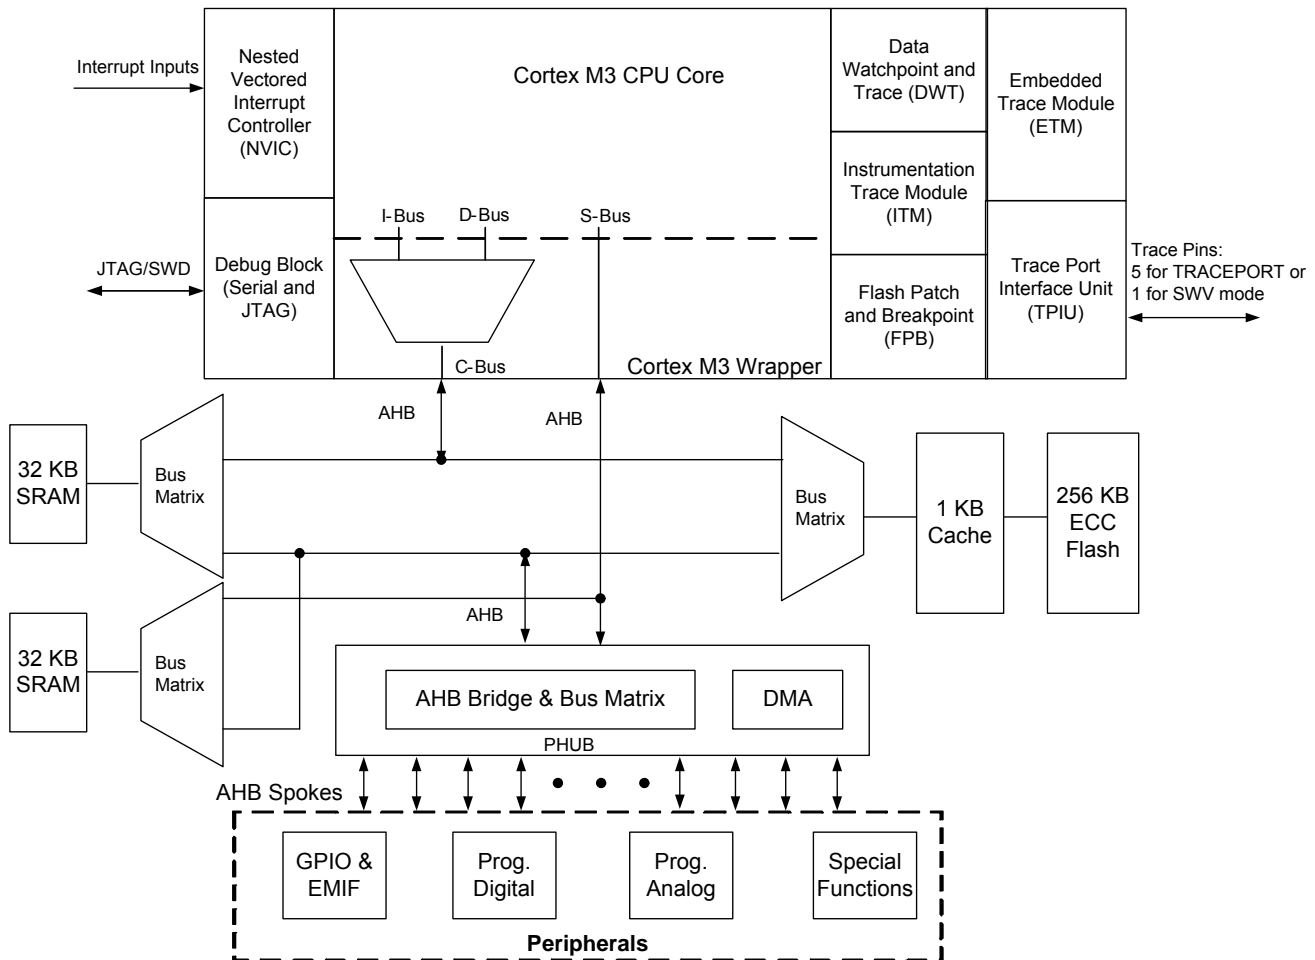 Nested
Vectored
Interrupt
Controller
(NVIC)
Cortex M3 CPU Core
Data
Watchpoint and
Trace (DWT)
Embedded
Trace Module
(ETM)
Interrupt Inputs
Instrumentation
Trace Module
(ITM)
I-Bus
D-Bus
S-Bus
JTAG/SWD
Debug Block
(Serial and
JTAG)
Flash Patch
and Breakpoint
(FPB)
Trace Port
Interface Unit
(TPIU)
Trace Pins:
5 for TRACEPORT or
1 for SWV mode
C-Bus
Cortex M3 Wrapper
AHB
AHB
32 KB
SRAM
Bus
Matrix
Bus
Matrix
1 KB
Cache
256 KB
ECC
Flash
AHB
32 KB
SRAM
Bus
Matrix
AHB Bridge & Bus Matrix
DMA
PHUB
AHB Spokes
GPIO &
EMIF
Prog.
Digital
Prog.
Analog
Special
Functions
Peripherals